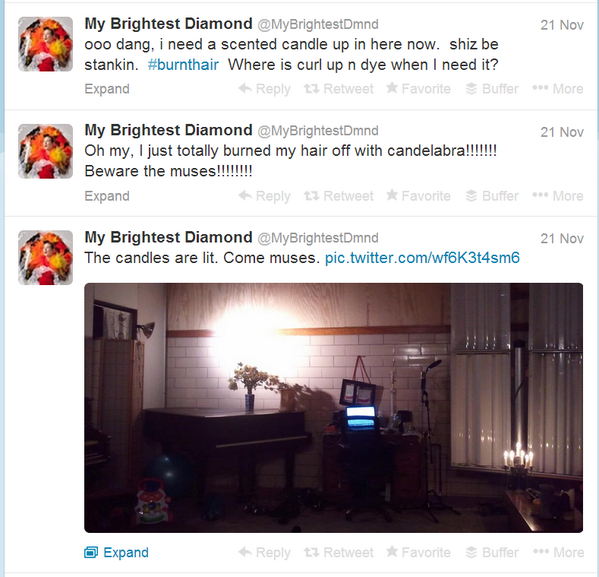 My Brightest Diamond @MyBrightestDmnd 21 Nov
ooo dang, i need a scented candle up in here now. shiz be
stankin. #burnthair Where is curl up n dye when I need it?
Expand Reply Retweet Favorite Buffer More
My Brightest Diamond @MyBrightestDmnd 21 Nov
Oh my, I just totally burned my hair off with candelabra!!!!!!!
Beware the muses!!!!!!!!
Expand Reply Retweet Favorite Buffer More
My Brightest Diamond @MyBrightestDmnd 21 Nov
The candles are lit. Come muses. pic.twitter.com/wf6K3t4sm6
Expand Reply Retweet Favorite Buffer More